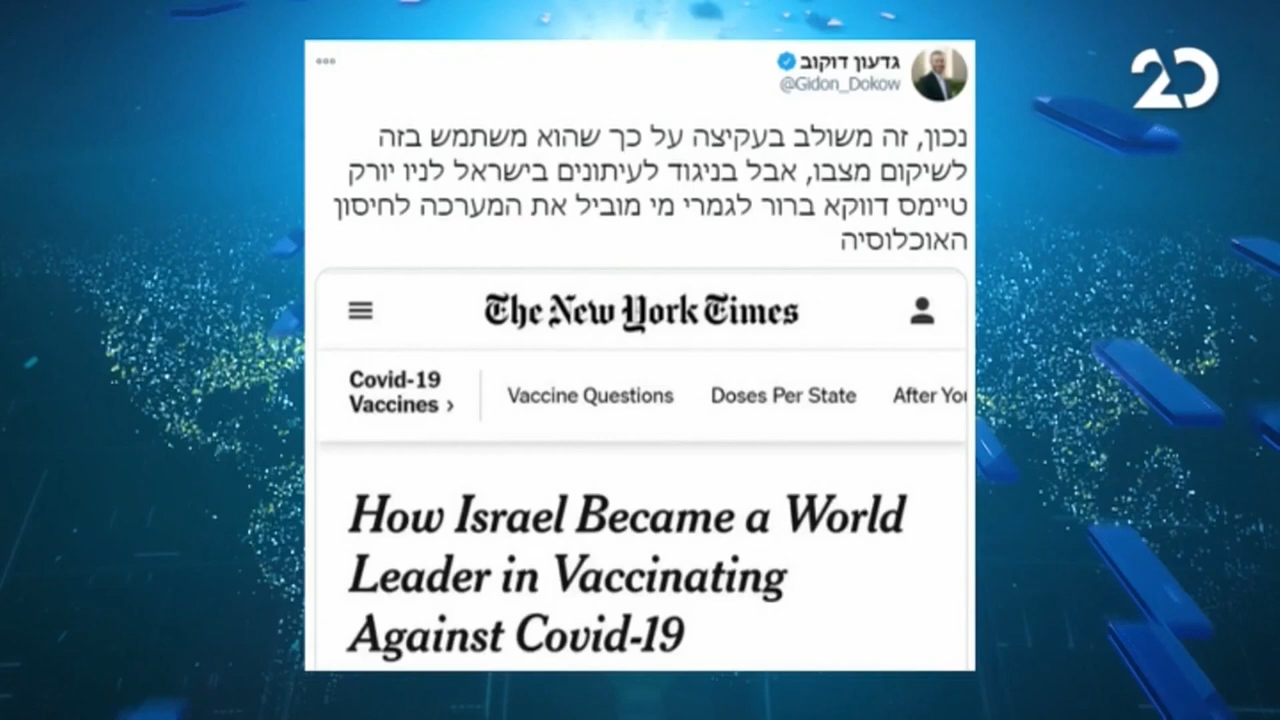 20
גדעון דוקוב
@Gidon_Dokow
נכון, זה משולב בעקיצה על כך שהוא משתמש בזה
לשיקום מצבו, אבל בניגוד לעיתונים בישראל לניו יורק
טיימס דווקא ברור לגמרי מי מוביל את המערכה לחיסון
האוכלוסיה
The New York Times
Covid-19
Vaccines ›
Vaccine Questions
Doses Per State
After You
How Israel Became a World
Leader in Vaccinating
Against Covid-19